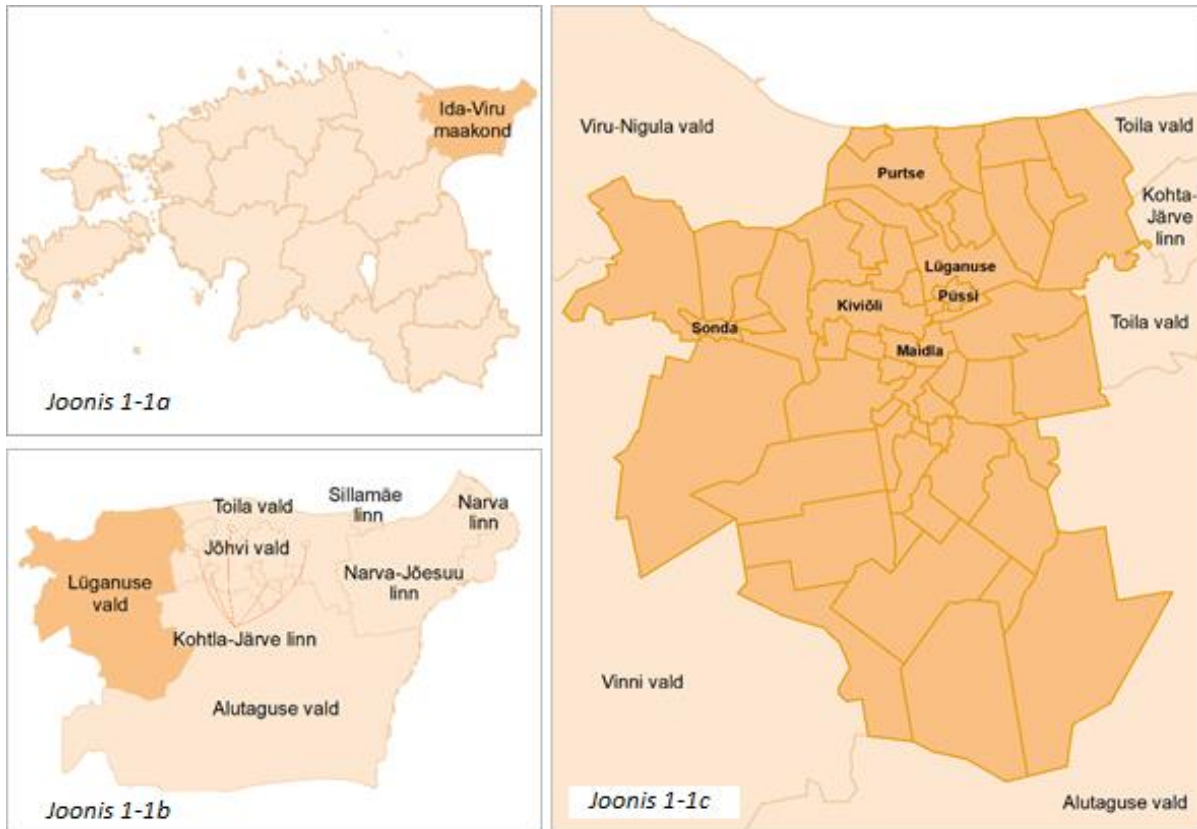 Ida-Viru
maakond
Joonis 1-1a
Toila vald
Sillamäe
linn
Narva
linn
Jõhvi vald
Narva-Jõesuu
linn
Lüganuse
vald
Kohtla-Järve linn
Alutaguse vald
Joonis 1-1b
Viru-Nigula vald
Toila vald
Purtse
Kohta-
Järve
linn
Lüganuse
Püssi
Kiviõli
Sonda
Toila vald
Maidla
Vinni vald
Joonis 1-1c
Alutaguse vald